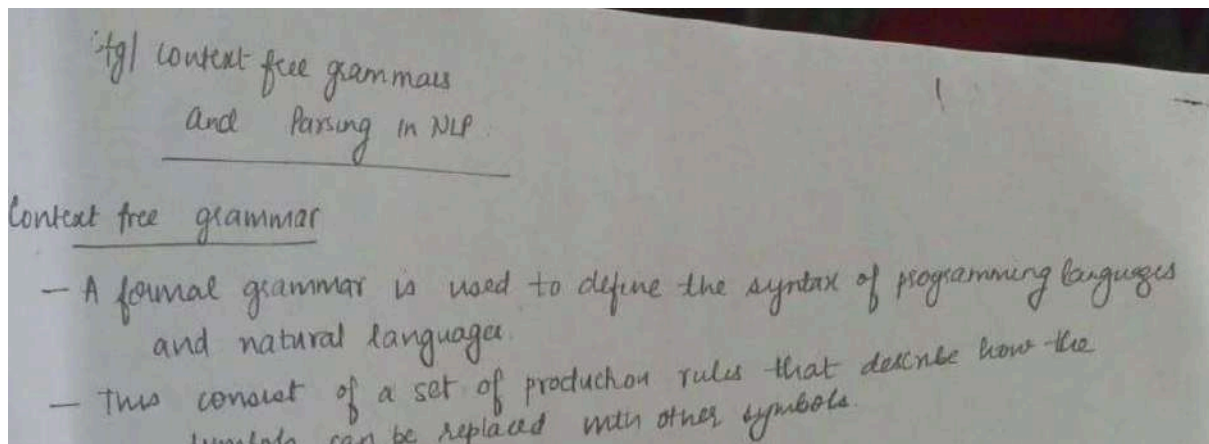 context free grammars
and Parsing in NLP.
Context free grammar
– A formal grammar is used to define the syntax of programming languages
and natural languages.
– This consist of a set of production rules that describe how the
symbols can be replaced with other symbols.